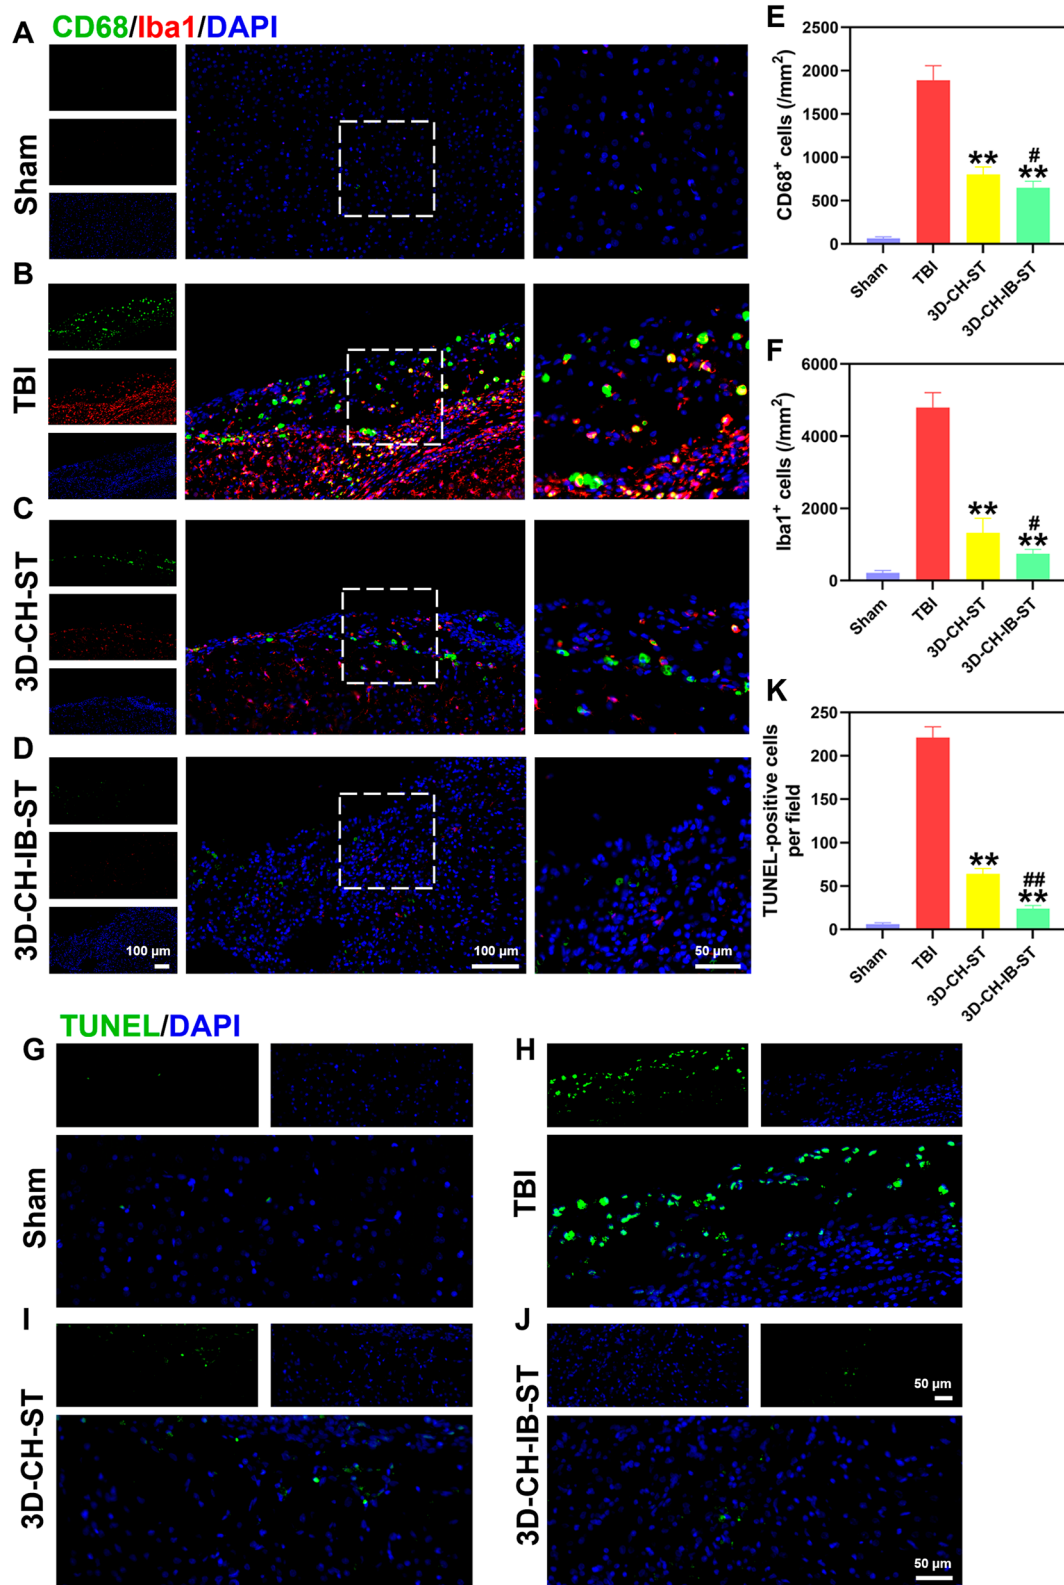 A
CD68/Iba1/DAPI
Sham
B
TBI
C
3D-CH-ST
D
3D-CH-IB-ST
100 µm
100 µm
50 µm
E
CD68⁺ cells (/mm²)
2500
2000
1500
1000
500
0
**
#
**
Sham
TBI
3D-CH-ST
3D-CH-IB-ST
F
Iba1⁺ cells (/mm²)
6000
4000
2000
0
**
#
**
Sham
TBI
3D-CH-ST
3D-CH-IB-ST
K
TUNEL-positive cells
per field
250
200
150
100
50
0
**
##
**
Sham
TBI
3D-CH-ST
3D-CH-IB-ST
TUNEL/DAPI
G
Sham
H
TBI
I
3D-CH-ST
J
3D-CH-IB-ST
50 µm
50 µm